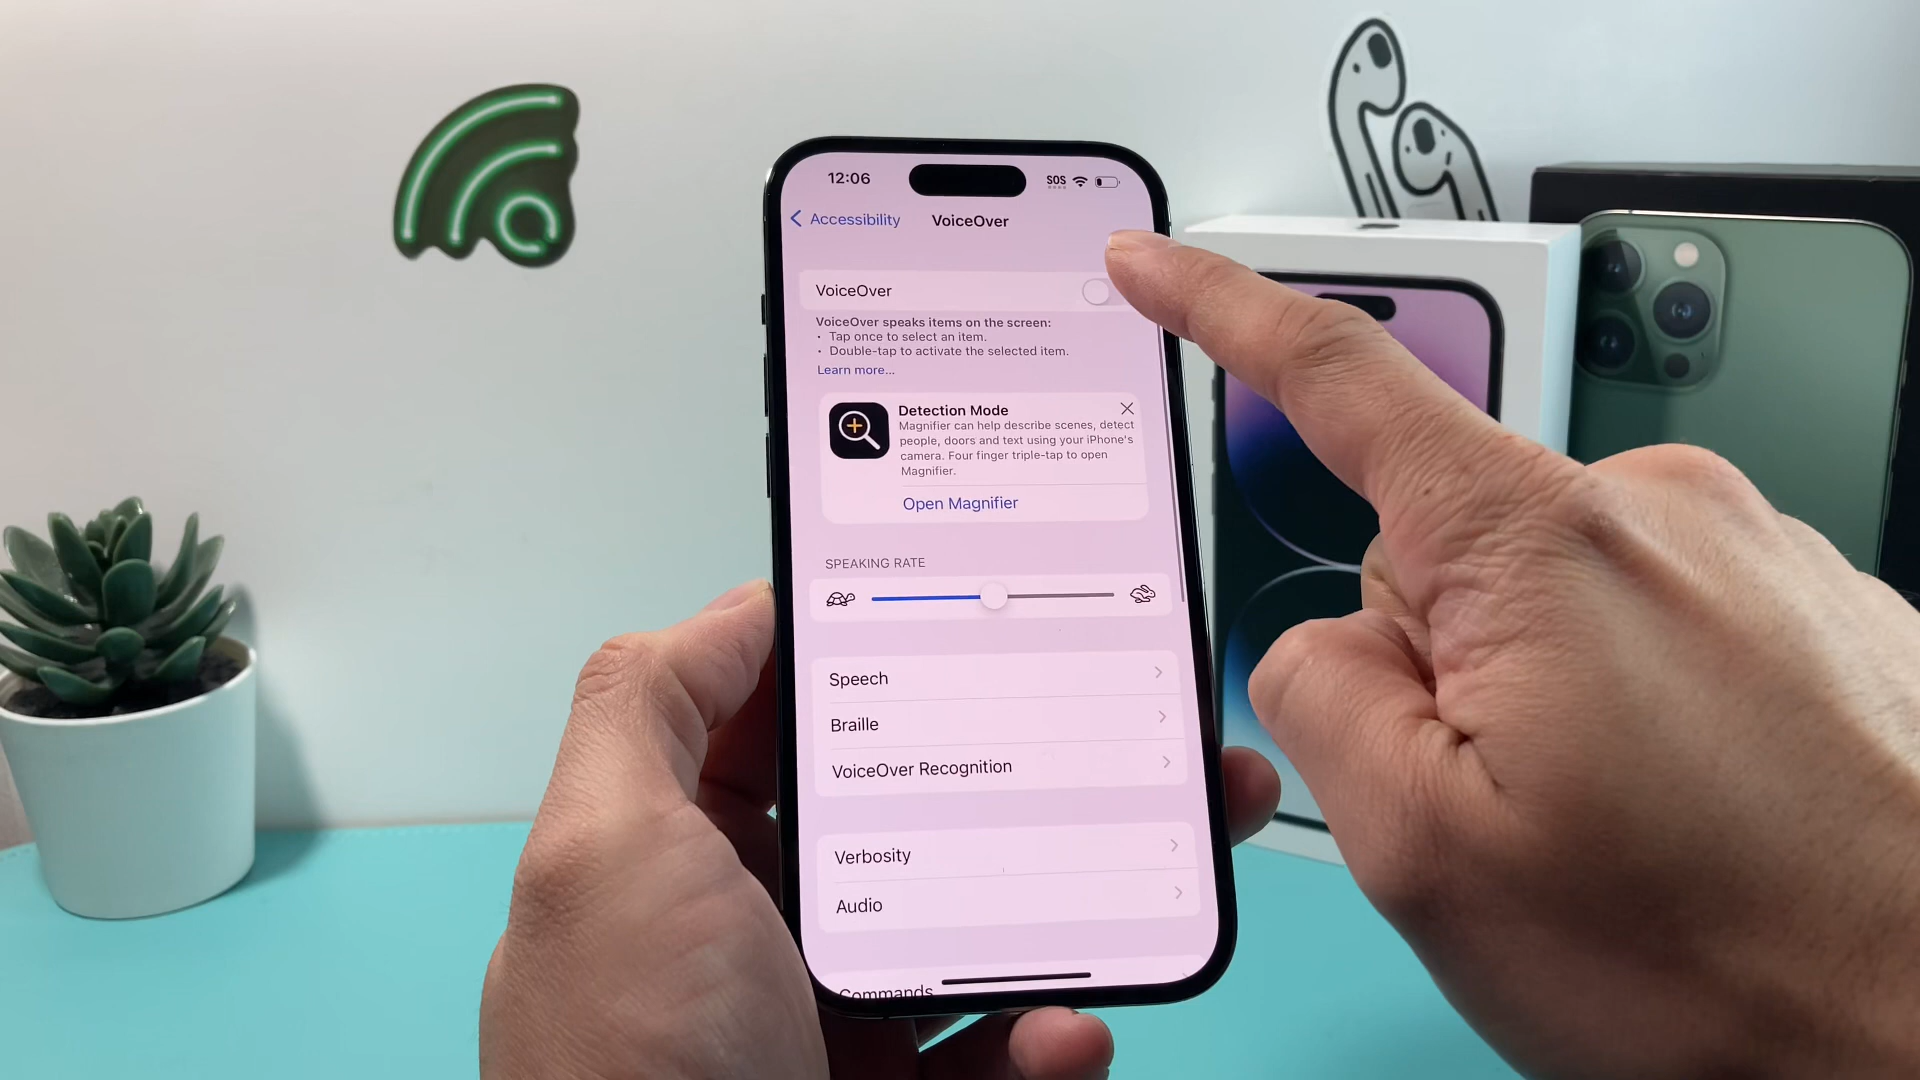 12:06
SOS
Accessibility
VoiceOver
VoiceOver
VoiceOver speaks items on the screen:
• Tap once to select an item.
• Double-tap to activate the selected item.
Learn more...
Detection Mode
Magnifier can help describe scenes, detect
people, doors and text using your iPhone's
camera. Four finger triple-tap to open
Magnifier.
Open Magnifier
SPEAKING RATE
Speech
Braille
VoiceOver Recognition
Verbosity
Audio
Commands